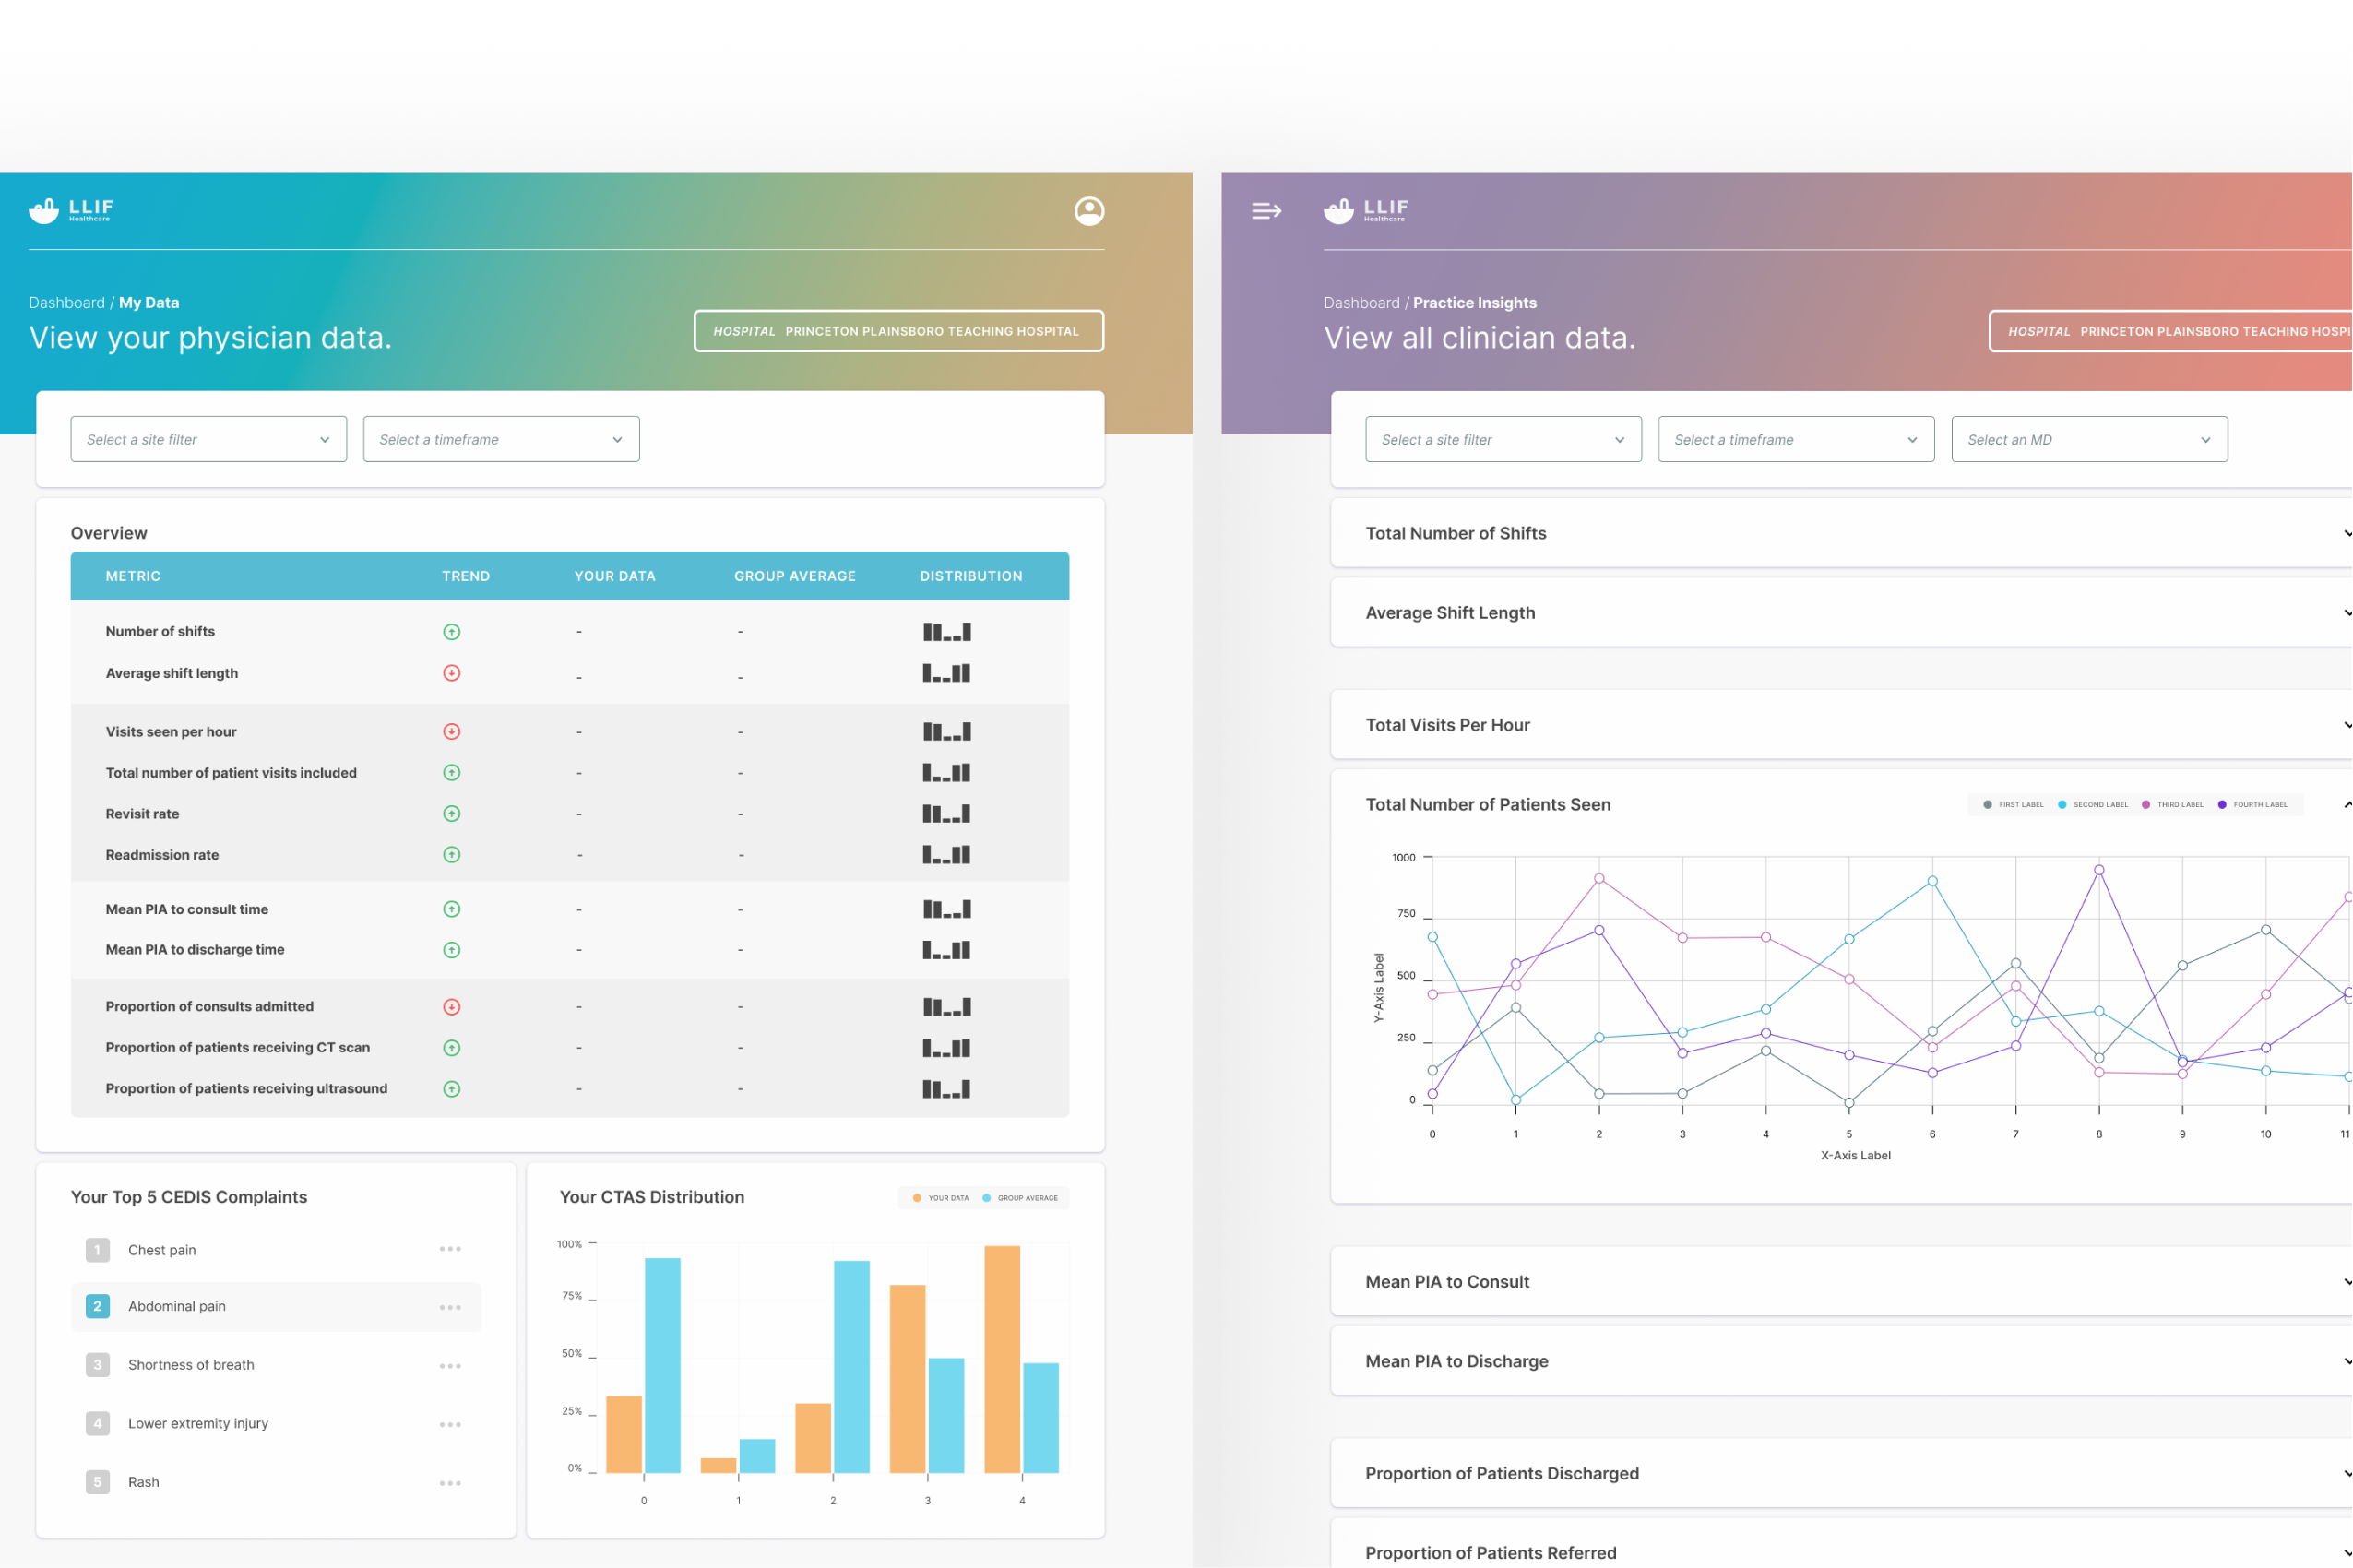 LLIF
Healthcare
Dashboard / My Data
View your physician data.
HOSPITAL PRINCETON PLAINSBORO TEACHING HOSPITAL
Select a site filter
Select a timeframe
Overview
METRIC TREND YOUR DATA GROUP AVERAGE DISTRIBUTION
Number of shifts - -
Average shift length - -
Visits seen per hour - -
Total number of patient visits included - -
Revisit rate - -
Readmission rate - -
Mean PIA to consult time - -
Mean PIA to discharge time - -
Proportion of consults admitted - -
Proportion of patients receiving CT scan - -
Proportion of patients receiving ultrasound - -
Your Top 5 CEDIS Complaints
1 Chest pain
2 Abdominal pain
3 Shortness of breath
4 Lower extremity injury
5 Rash
Your CTAS Distribution
YOUR DATA GROUP AVERAGE
100%
75%
50%
25%
0%
0 1 2 3 4
LLIF
Healthcare
Dashboard / Practice Insights
View all clinician data.
HOSPITAL PRINCETON PLAINSBORO TEACHING HOSPI
Select a site filter
Select a timeframe
Select an MD
Total Number of Shifts
Average Shift Length
Total Visits Per Hour
Total Number of Patients Seen
FIRST LABEL SECOND LABEL THIRD LABEL FOURTH LABEL
Y-Axis Label
1000
750
500
250
0
0 1 2 3 4 5 6 7 8 9 10 11
X-Axis Label
Mean PIA to Consult
Mean PIA to Discharge
Proportion of Patients Discharged
Proportion of Patients Referred